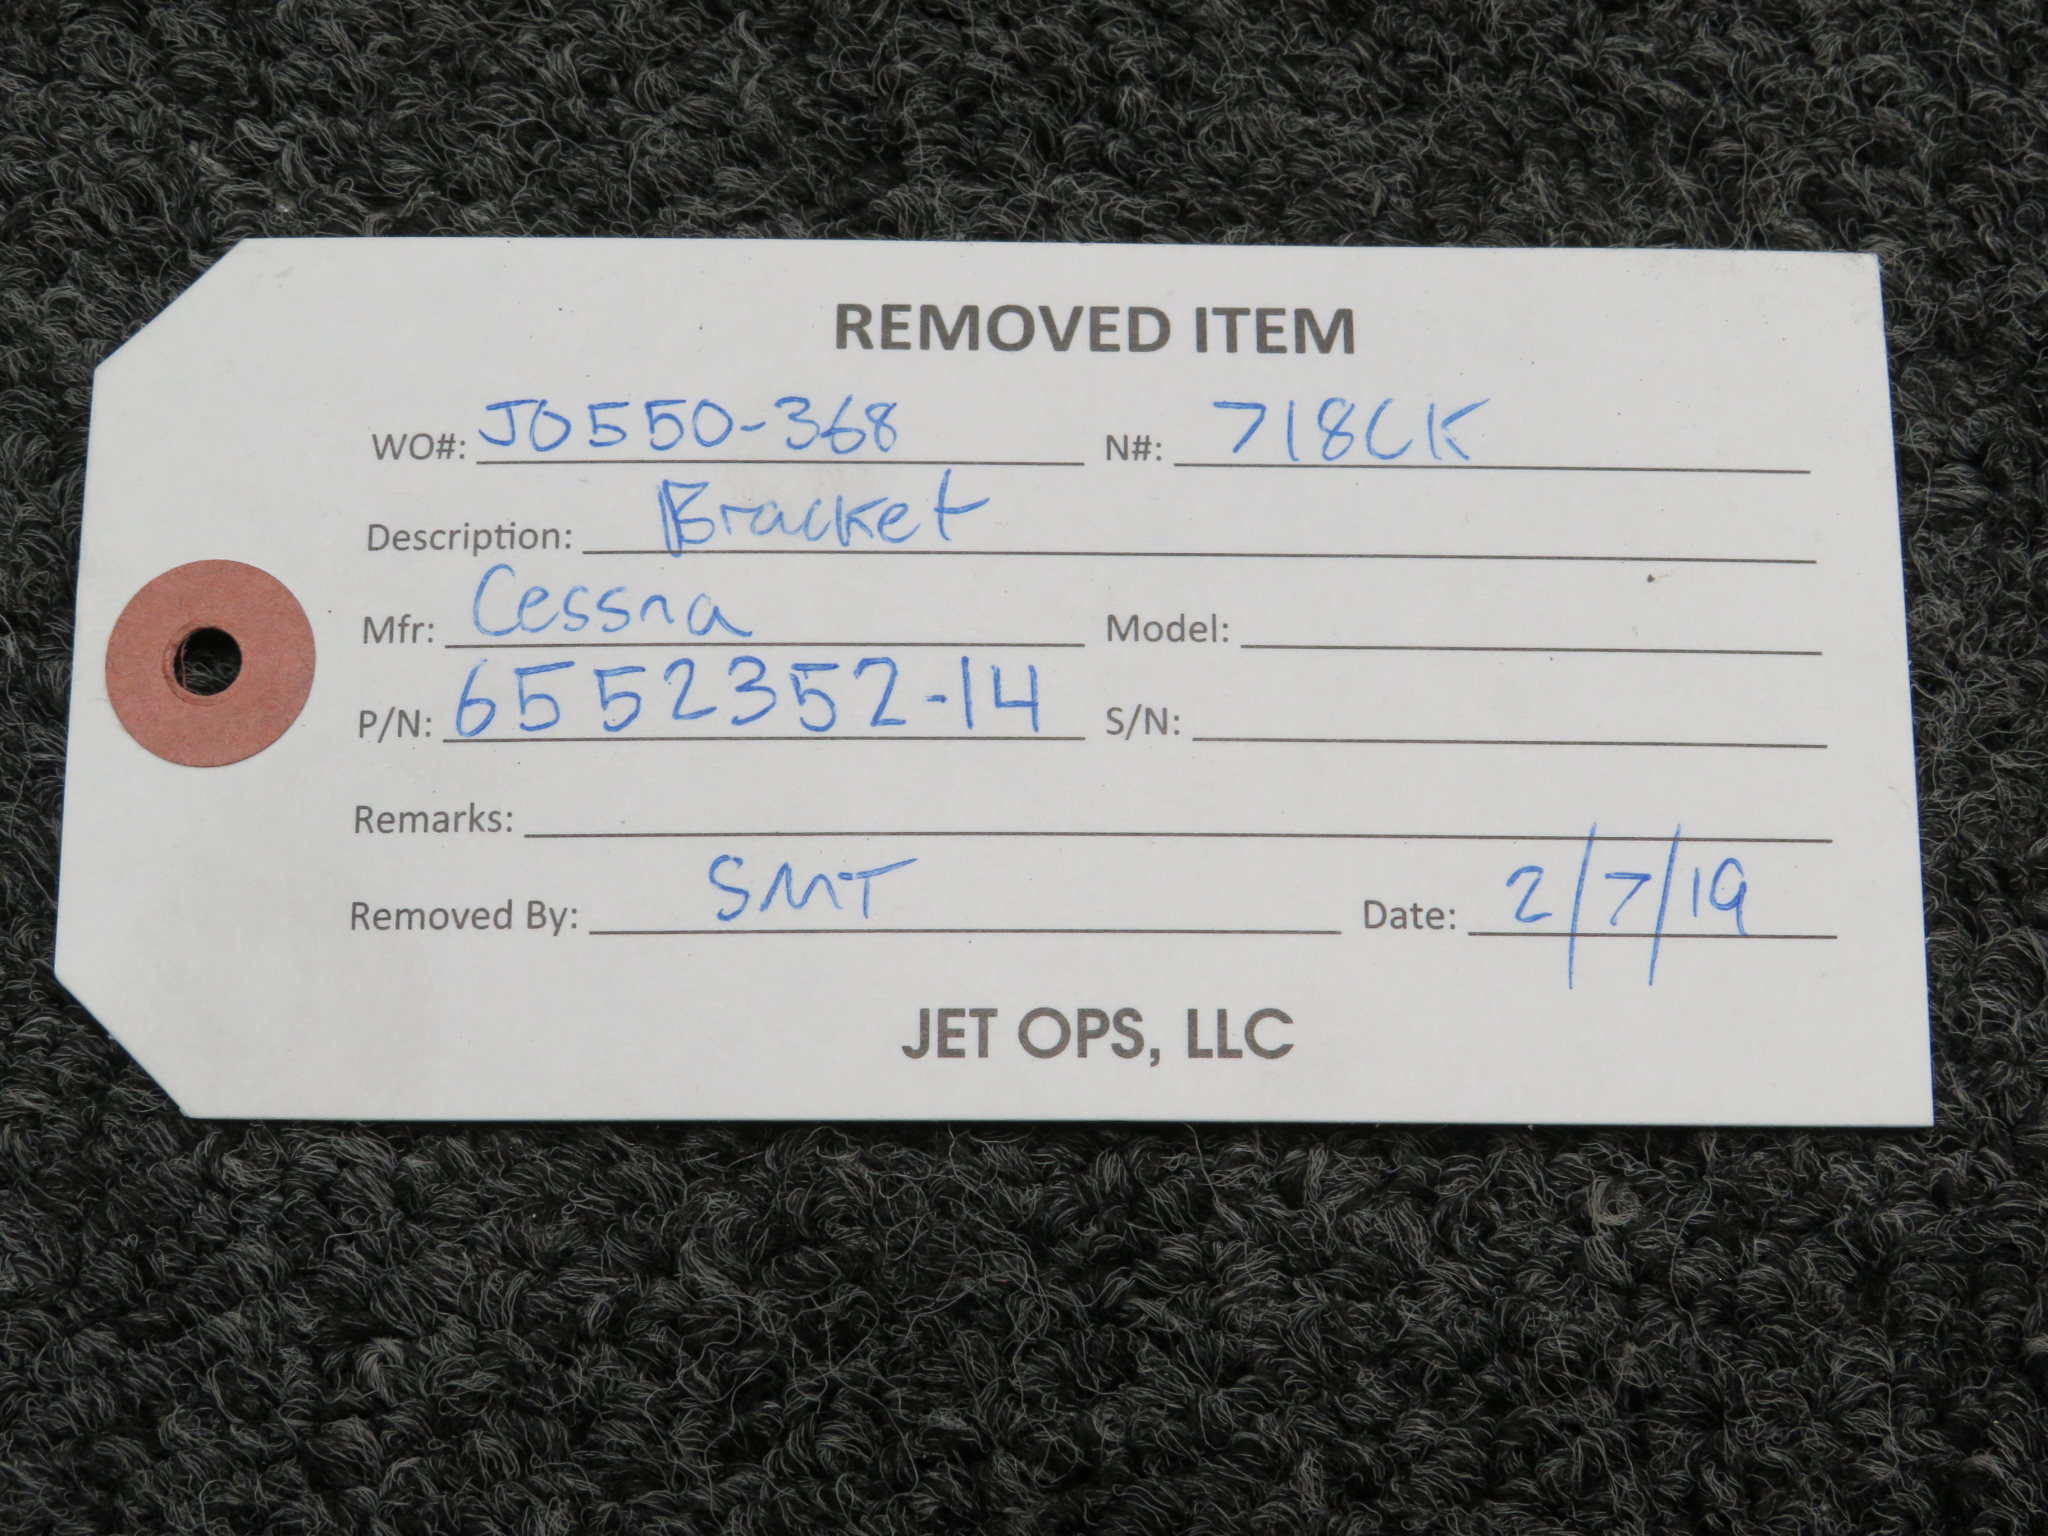 REMOVED ITEM
WO#: JO550-368 N#: 718CK
Description: Bracket
Mfr: Cessna Model:
P/N: 6552352-14 S/N:
Remarks:
Removed By: SMT Date: 2/7/19
JET OPS, LLC